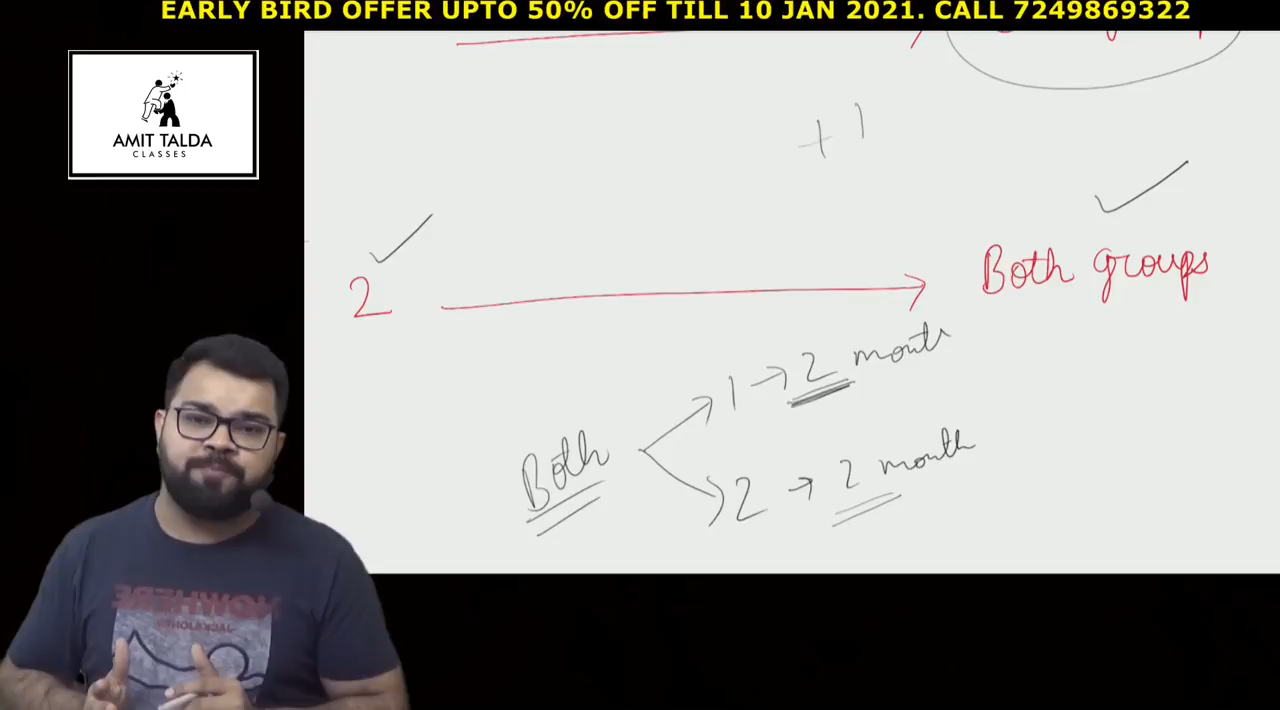 EARLY BIRD OFFER UPTO 50% OFF TILL 10 JAN 2021. CALL 7249869322
AMIT TALDA
CLASSES
+1
2 Both groups
Both
1 → 2 month
2 → 2 month
NOWHERE